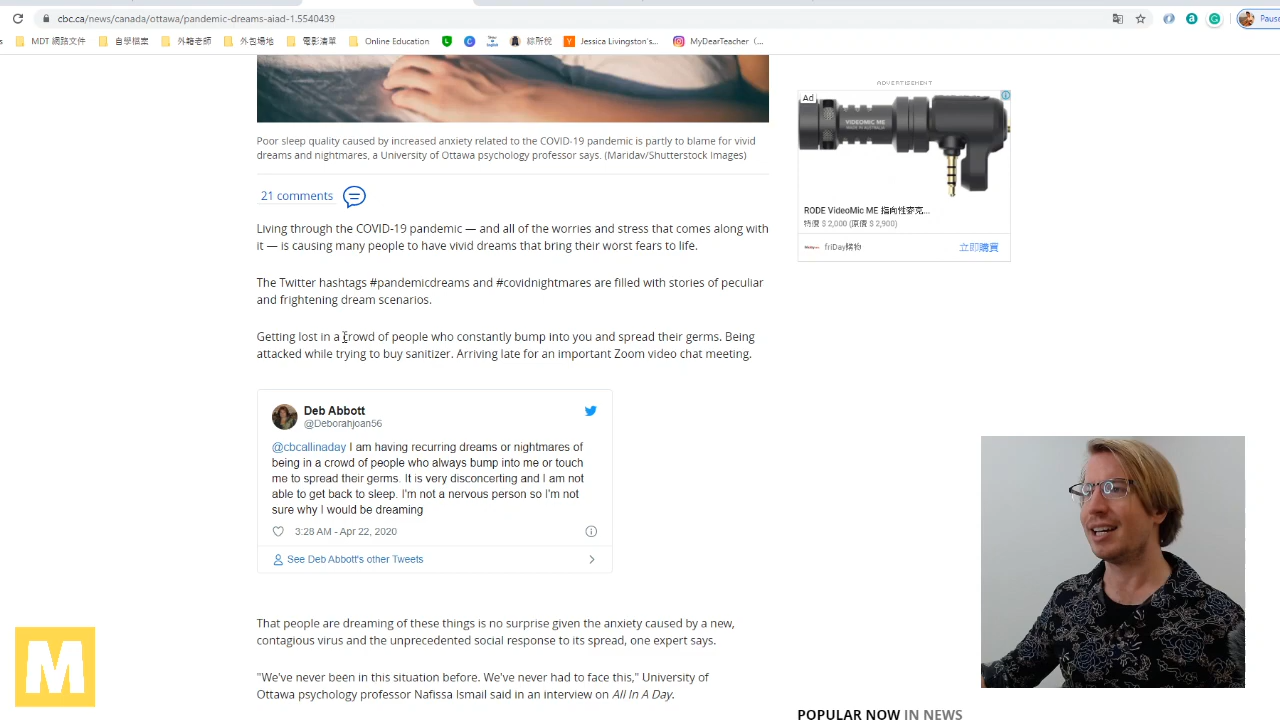 cbc.ca/news/canada/ottawa/pandemic-dreams-aiad-1.5540439
Pause
MDT 網路文件
自學檔案
外籍老師
外包場地
電影清單
Online Education
綜所稅
Jessica Livingston's...
MyDearTeacher (...
Poor sleep quality caused by increased anxiety related to the COVID-19 pandemic is partly to blame for vivid
dreams and nightmares, a University of Ottawa psychology professor says. (Maridav/Shutterstock Images)
21 comments
Living through the COVID-19 pandemic — and all of the worries and stress that comes along with
it — is causing many people to have vivid dreams that bring their worst fears to life.
The Twitter hashtags #pandemicdreams and #covidnightmares are filled with stories of peculiar
and frightening dream scenarios.
Getting lost in a crowd of people who constantly bump into you and spread their germs. Being
attacked while trying to buy sanitizer. Arriving late for an important Zoom video chat meeting.
Deb Abbott
@Deborahjoan56
@cbcallinaday I am having recurring dreams or nightmares of
being in a crowd of people who always bump into me or touch
me to spread their germs. It is very disconcerting and I am not
able to get back to sleep. I'm not a nervous person so I'm not
sure why I would be dreaming
3:28 AM - Apr 22, 2020
See Deb Abbott's other Tweets
That people are dreaming of these things is no surprise given the anxiety caused by a new,
contagious virus and the unprecedented social response to its spread, one expert says.
"We've never been in this situation before. We've never had to face this," University of
Ottawa psychology professor Nafissa Ismail said in an interview on All In A Day.
ADVERTISEMENT
Ad
VIDEOMIC ME
MADE IN AUSTRALIA
RODE VideoMic ME 指向性麥克...
特價 $ 2,000 (原價 $ 2,900)
friDay購物
立即購買
POPULAR NOW IN NEWS
M